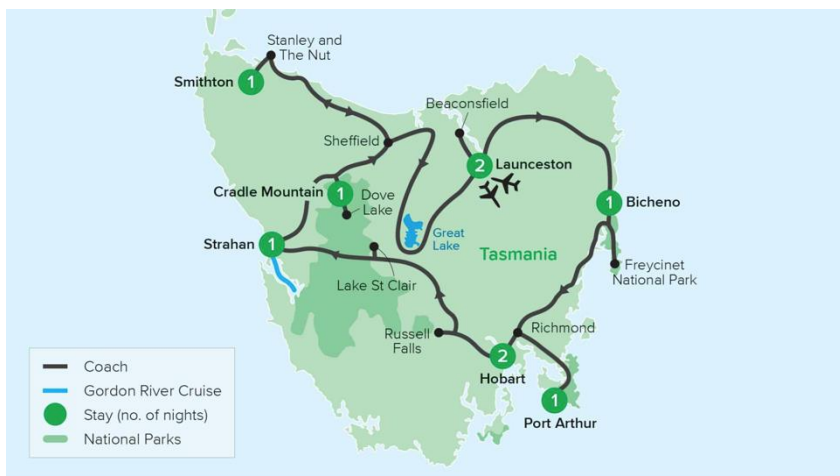 Stanley and
The Nut
Smithton
1
Beaconsfield
Sheffield
2
Launceston
Cradle Mountain
1
Dove
Lake
1
Bicheno
Strahan
1
Great
Lake
Tasmania
Freycinet
National Park
Lake St Clair
Russell
Falls
Richmond
2
Hobart
1
Port Arthur
Coach
Gordon River Cruise
Stay (no. of nights)
National Parks